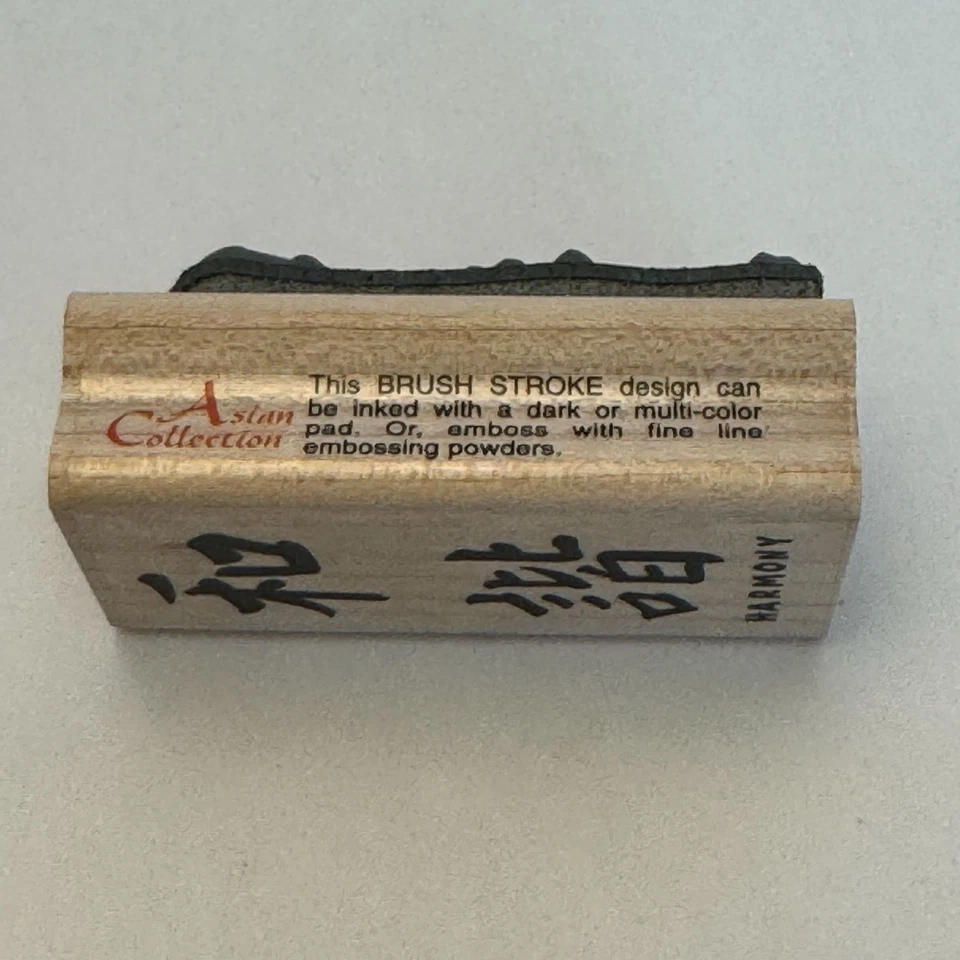 Asian
Collection
This BRUSH STROKE design can
be inked with a dark or multi-color
pad. Or, emboss with fine line
embossing powders.
和
諧
HARMONY